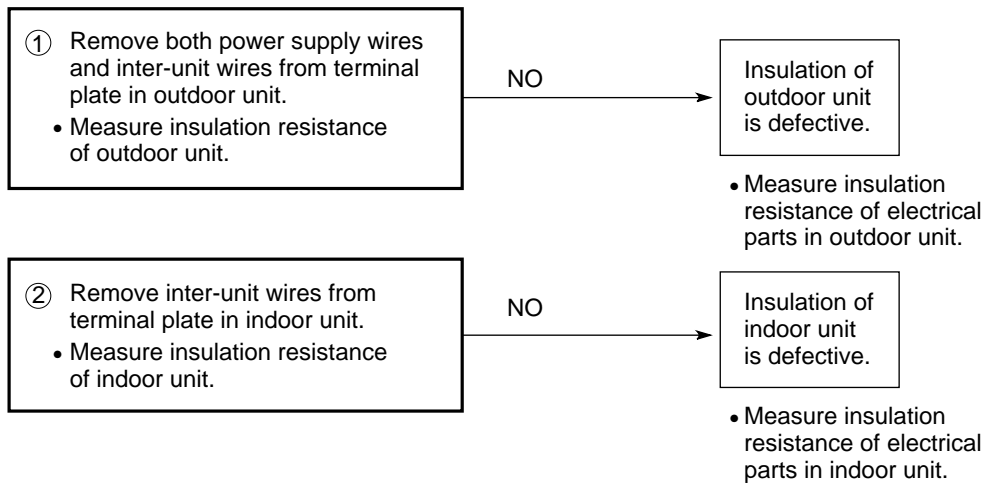 ① Remove both power supply wires
and inter-unit wires from terminal
plate in outdoor unit.
• Measure insulation resistance
of outdoor unit.
NO
Insulation of
outdoor unit
is defective.
• Measure insulation
resistance of electrical
parts in outdoor unit.
② Remove inter-unit wires from
terminal plate in indoor unit.
• Measure insulation resistance
of indoor unit.
NO
Insulation of
indoor unit
is defective.
• Measure insulation
resistance of electrical
parts in indoor unit.